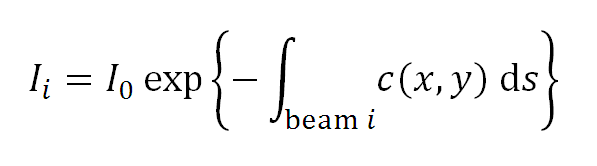 I_i = I_0 exp{−∫_{beam i} c(x, y) ds}